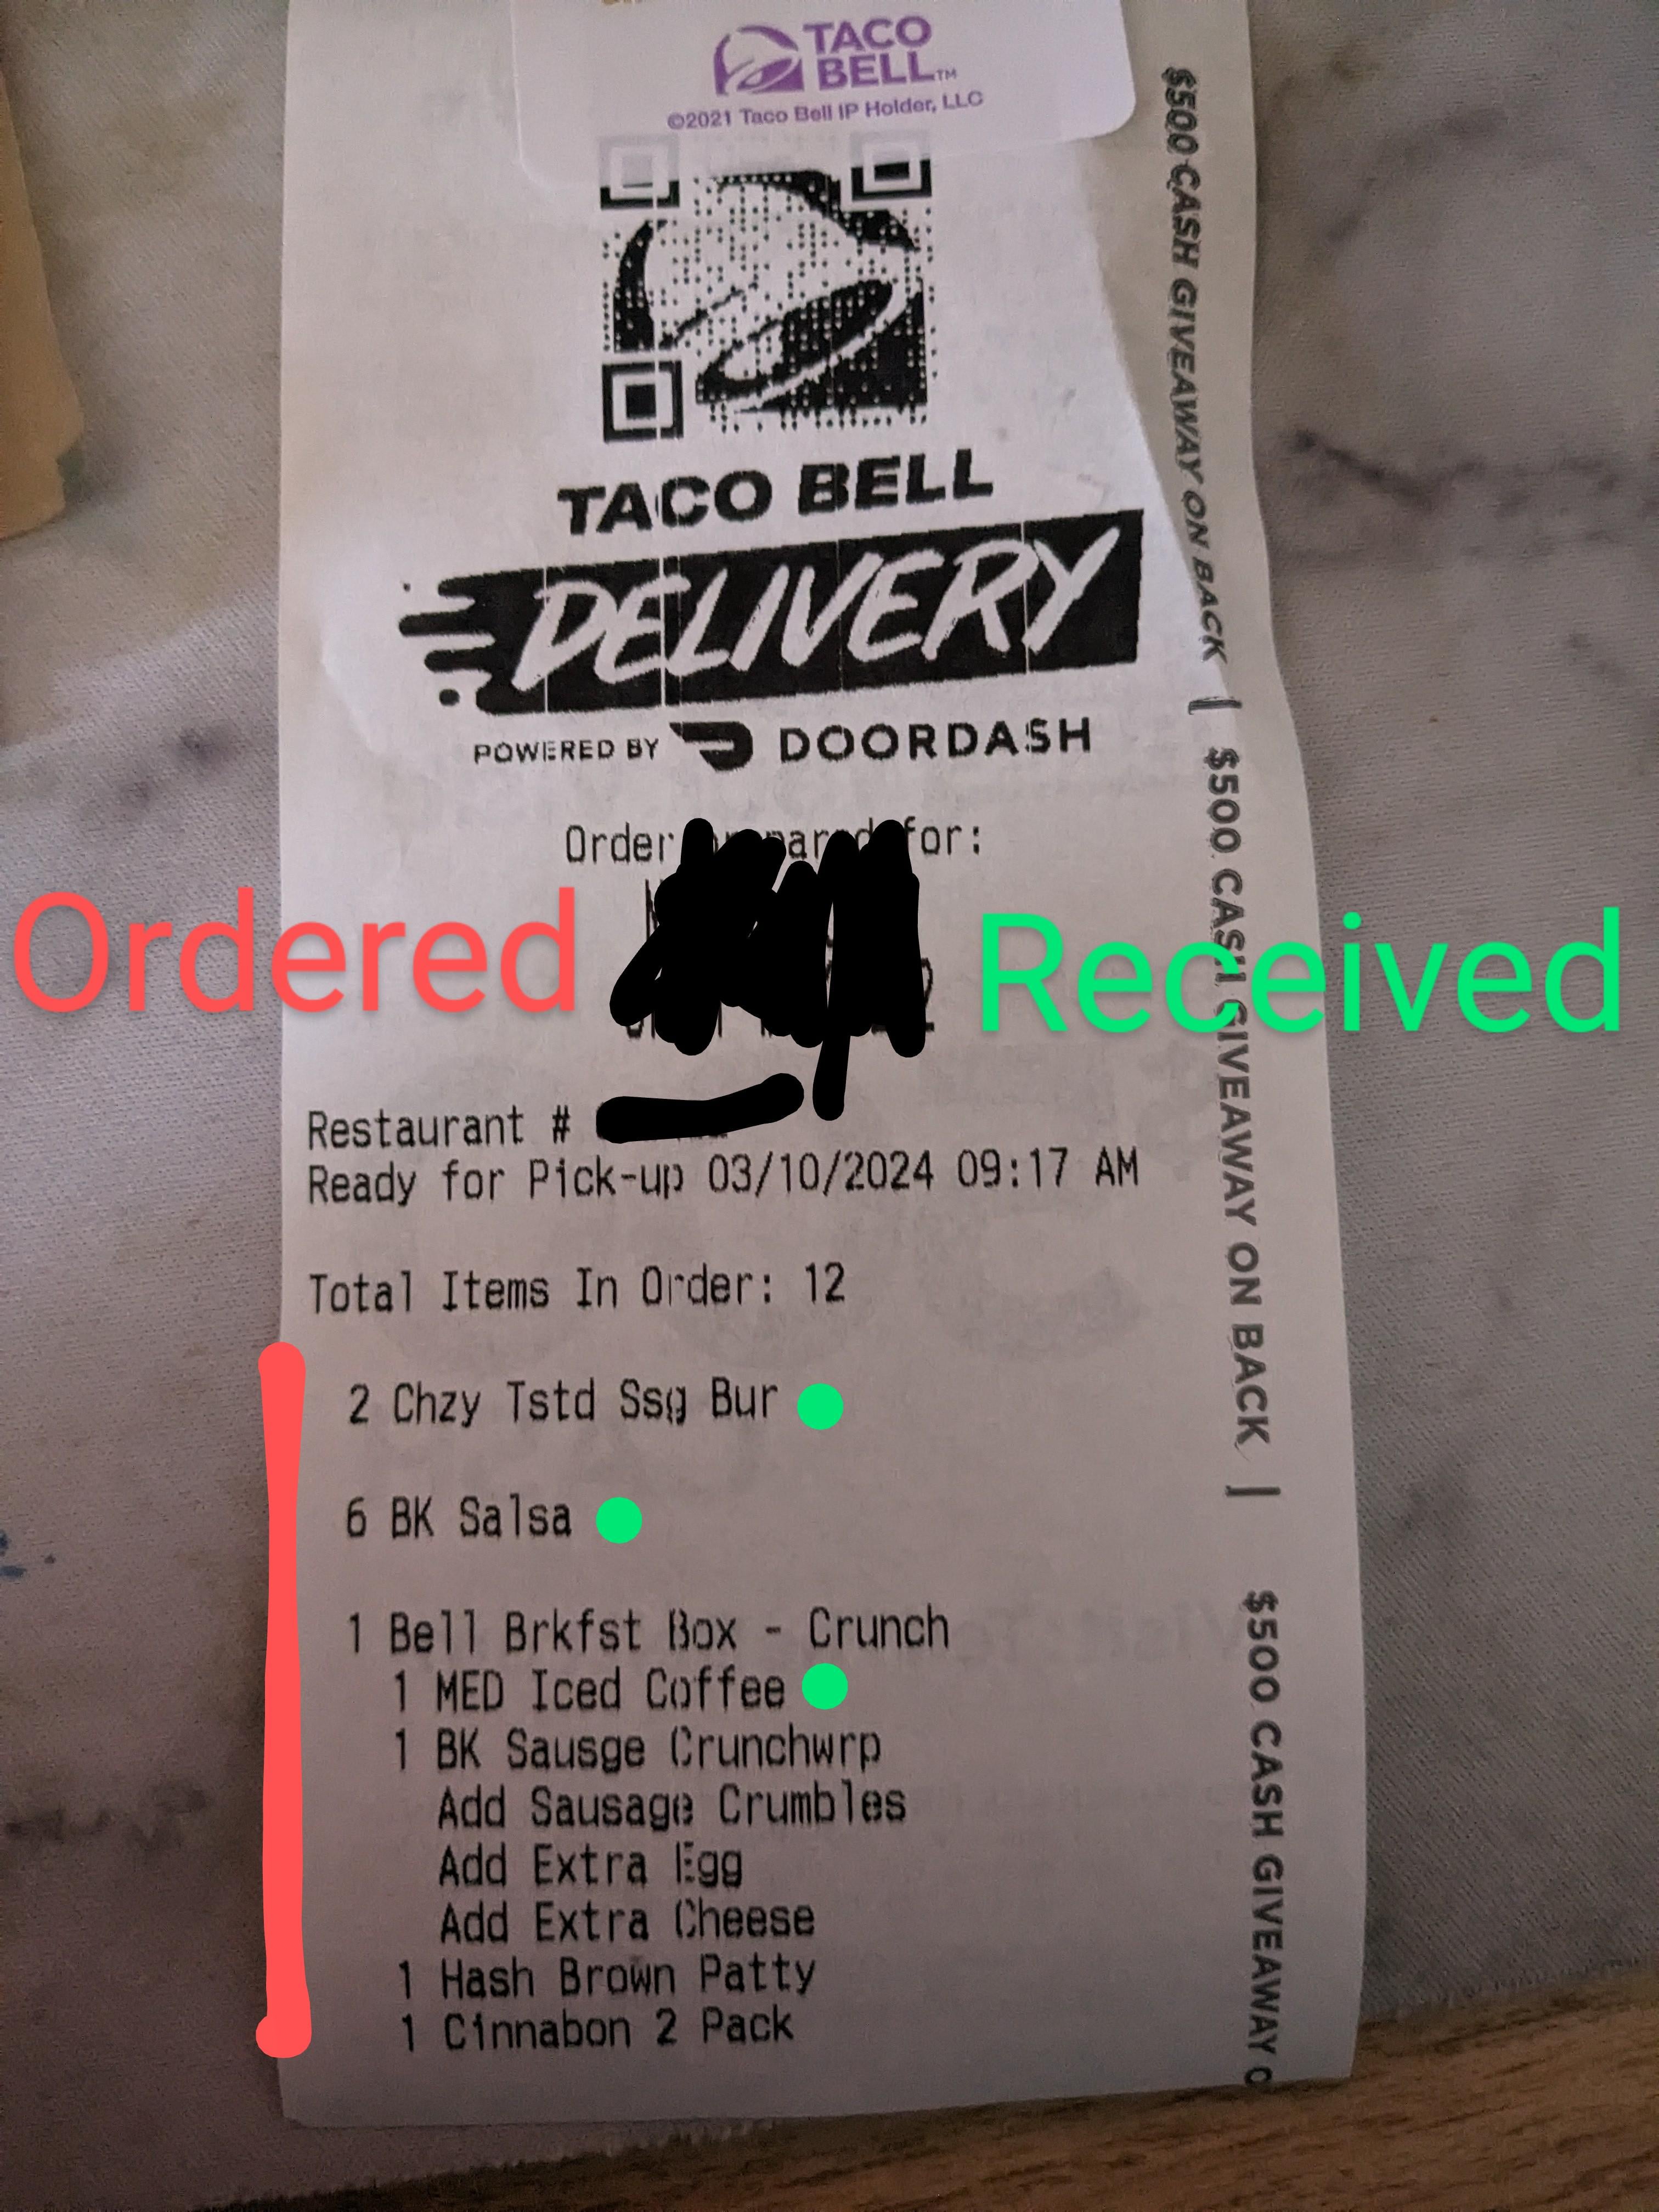 TACO
BELL™
©2021 Taco Bell IP Holder, LLC
TACO BELL
DELIVERY
POWERED BY DOORDASH
Order for:
Ordered
Received
Restaurant #
Ready for Pick-up 03/10/2024 09:17 AM
Total Items In Order: 12
2 Chzy Tstd Ssg Bur
6 BK Salsa
1 Bell Brkfst Box - Crunch
1 MED Iced Coffee
1 BK Sausge Crunchwrp
Add Sausage Crumbles
Add Extra Egg
Add Extra Cheese
1 Hash Brown Patty
1 Cinnabon 2 Pack
$500 CASH GIVEAWAY ON BACK | $500 CASH GIVEAWAY ON BACK | $500 CASH GIVEAWAY